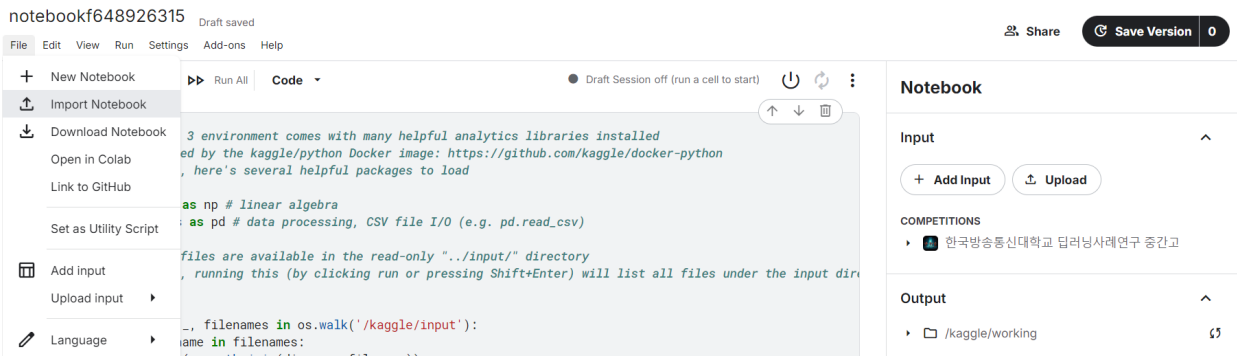 notebookf648926315 Draft saved
File Edit View Run Settings Add-ons Help
Share
Save Version 0
New Notebook
Import Notebook
Download Notebook
Open in Colab
Link to GitHub
Set as Utility Script
Add input
Upload input
Language
Run All Code
Draft Session off (run a cell to start)
3 environment comes with many helpful analytics libraries installed
ed by the kaggle/python Docker image: https://github.com/kaggle/docker-python
, here's several helpful packages to load
as np # linear algebra
as pd # data processing, CSV file I/O (e.g. pd.read_csv)
files are available in the read-only "../input/" directory
, running this (by clicking run or pressing Shift+Enter) will list all files under the input dire
_, filenames in os.walk('/kaggle/input'):
name in filenames:
Notebook
Input
+ Add Input Upload
COMPETITIONS
한국방송통신대학교 딥러닝사례연구 중간고
Output
/kaggle/working